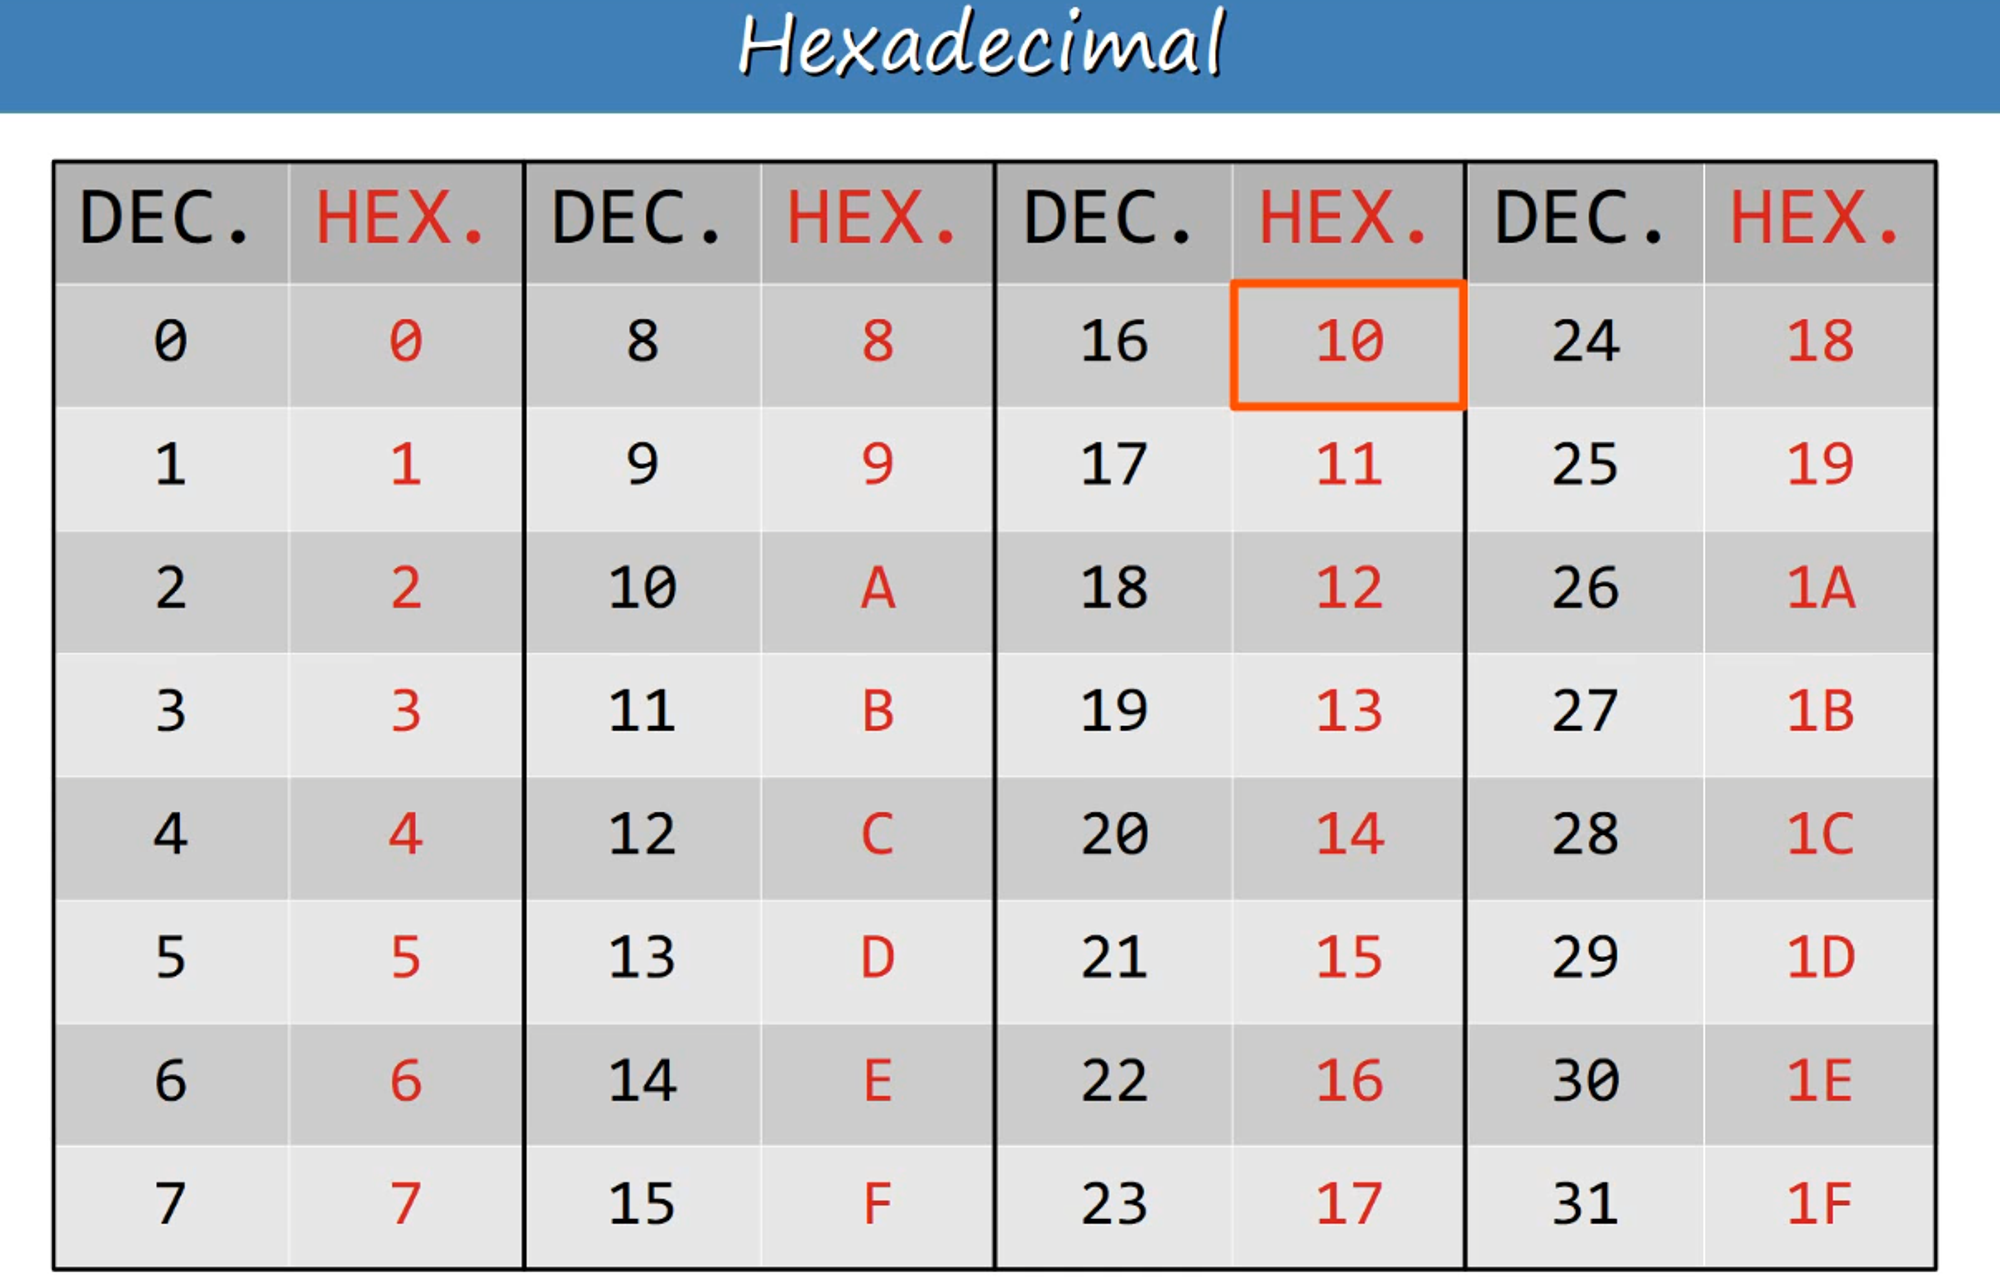 Hexadecimal
DEC. HEX. DEC. HEX. DEC. HEX. DEC. HEX.
0 0 8 8 16 10 24 18
1 1 9 9 17 11 25 19
2 2 10 A 18 12 26 1A
3 3 11 B 19 13 27 1B
4 4 12 C 20 14 28 1C
5 5 13 D 21 15 29 1D
6 6 14 E 22 16 30 1E
7 7 15 F 23 17 31 1F